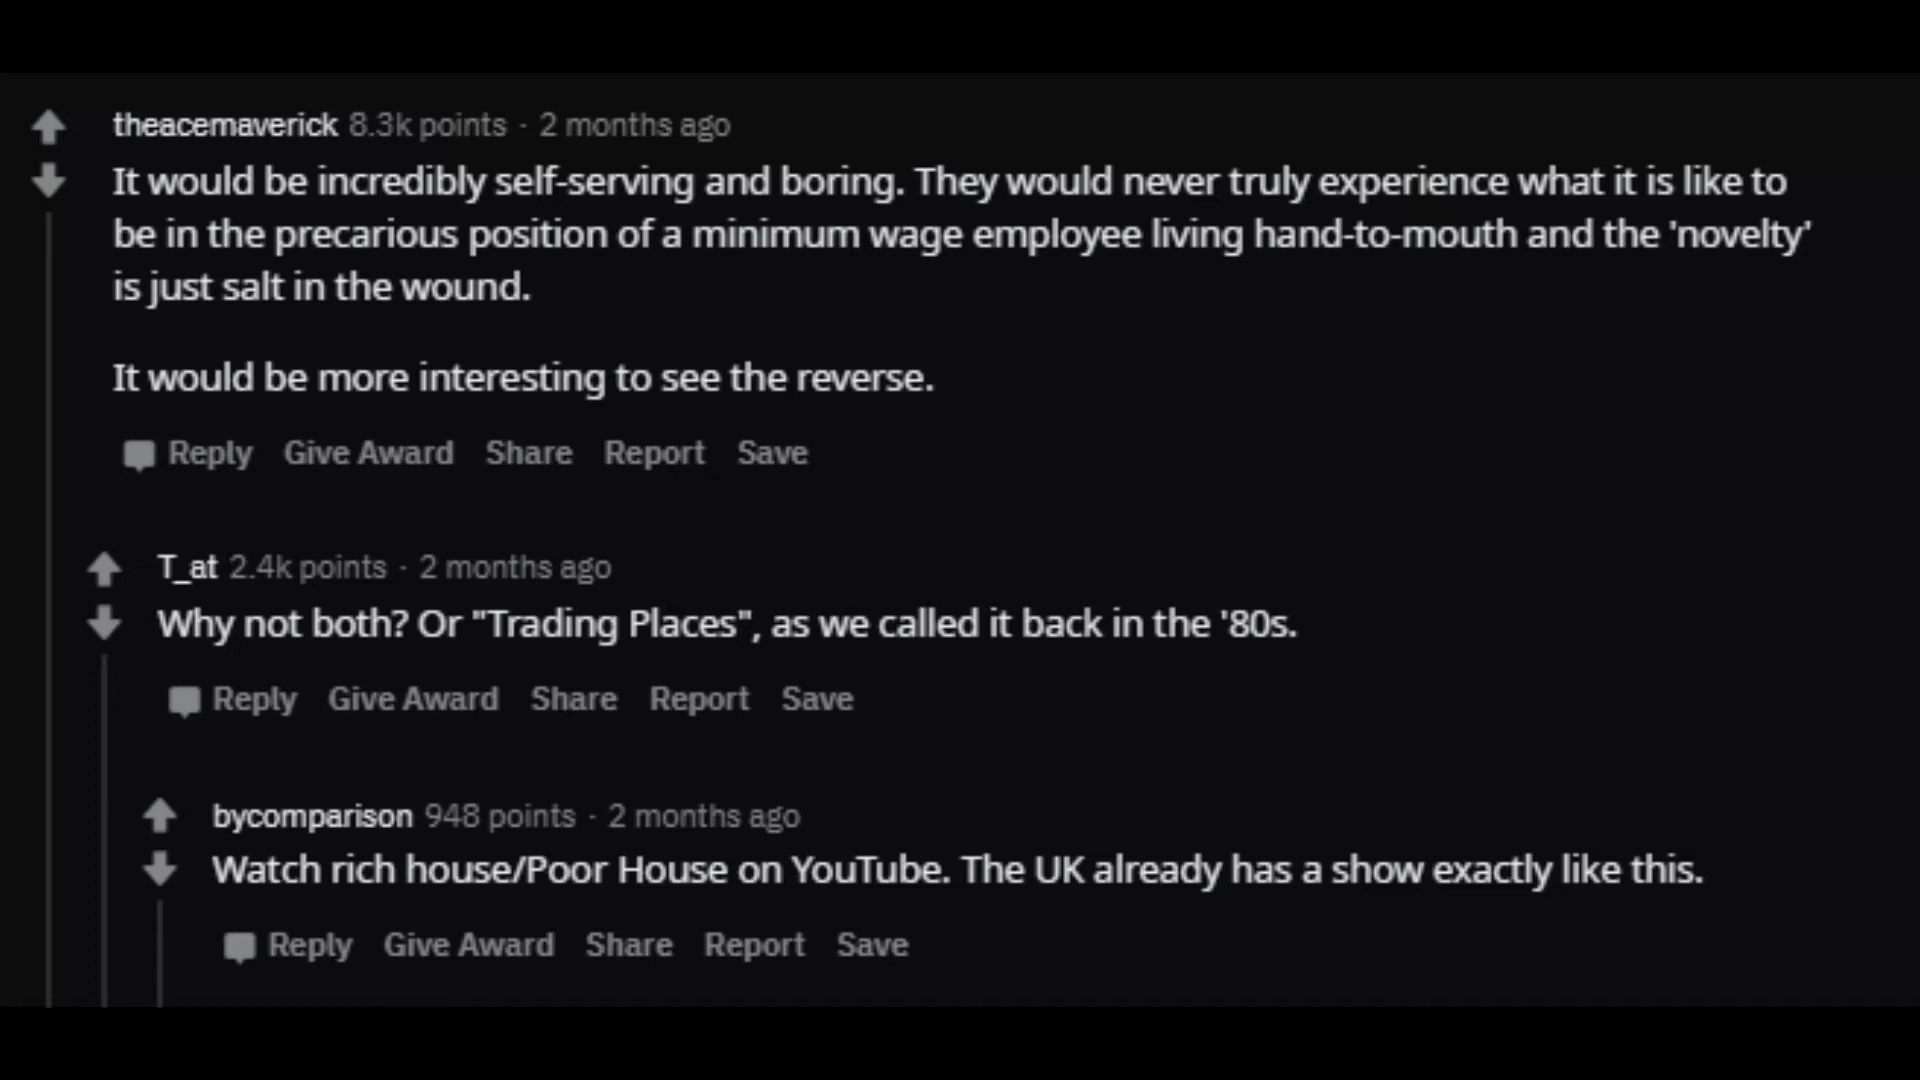 theacemaverick 8.3k points · 2 months ago
It would be incredibly self-serving and boring. They would never truly experience what it is like to
be in the precarious position of a minimum wage employee living hand-to-mouth and the 'novelty'
is just salt in the wound.
It would be more interesting to see the reverse.
Reply Give Award Share Report Save
T_at 2.4k points · 2 months ago
Why not both? Or "Trading Places", as we called it back in the '80s.
Reply Give Award Share Report Save
bycomparison 948 points · 2 months ago
Watch rich house/Poor House on YouTube. The UK already has a show exactly like this.
Reply Give Award Share Report Save